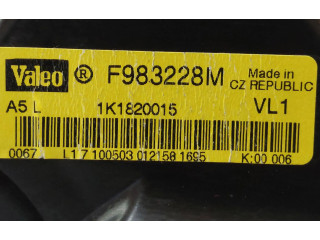 Valeo ® F983228M Made in
CZ REPUBLIC
A5 L 1K1820015 VL1
0067 L1 7 100503 012158 1695 K:00 006